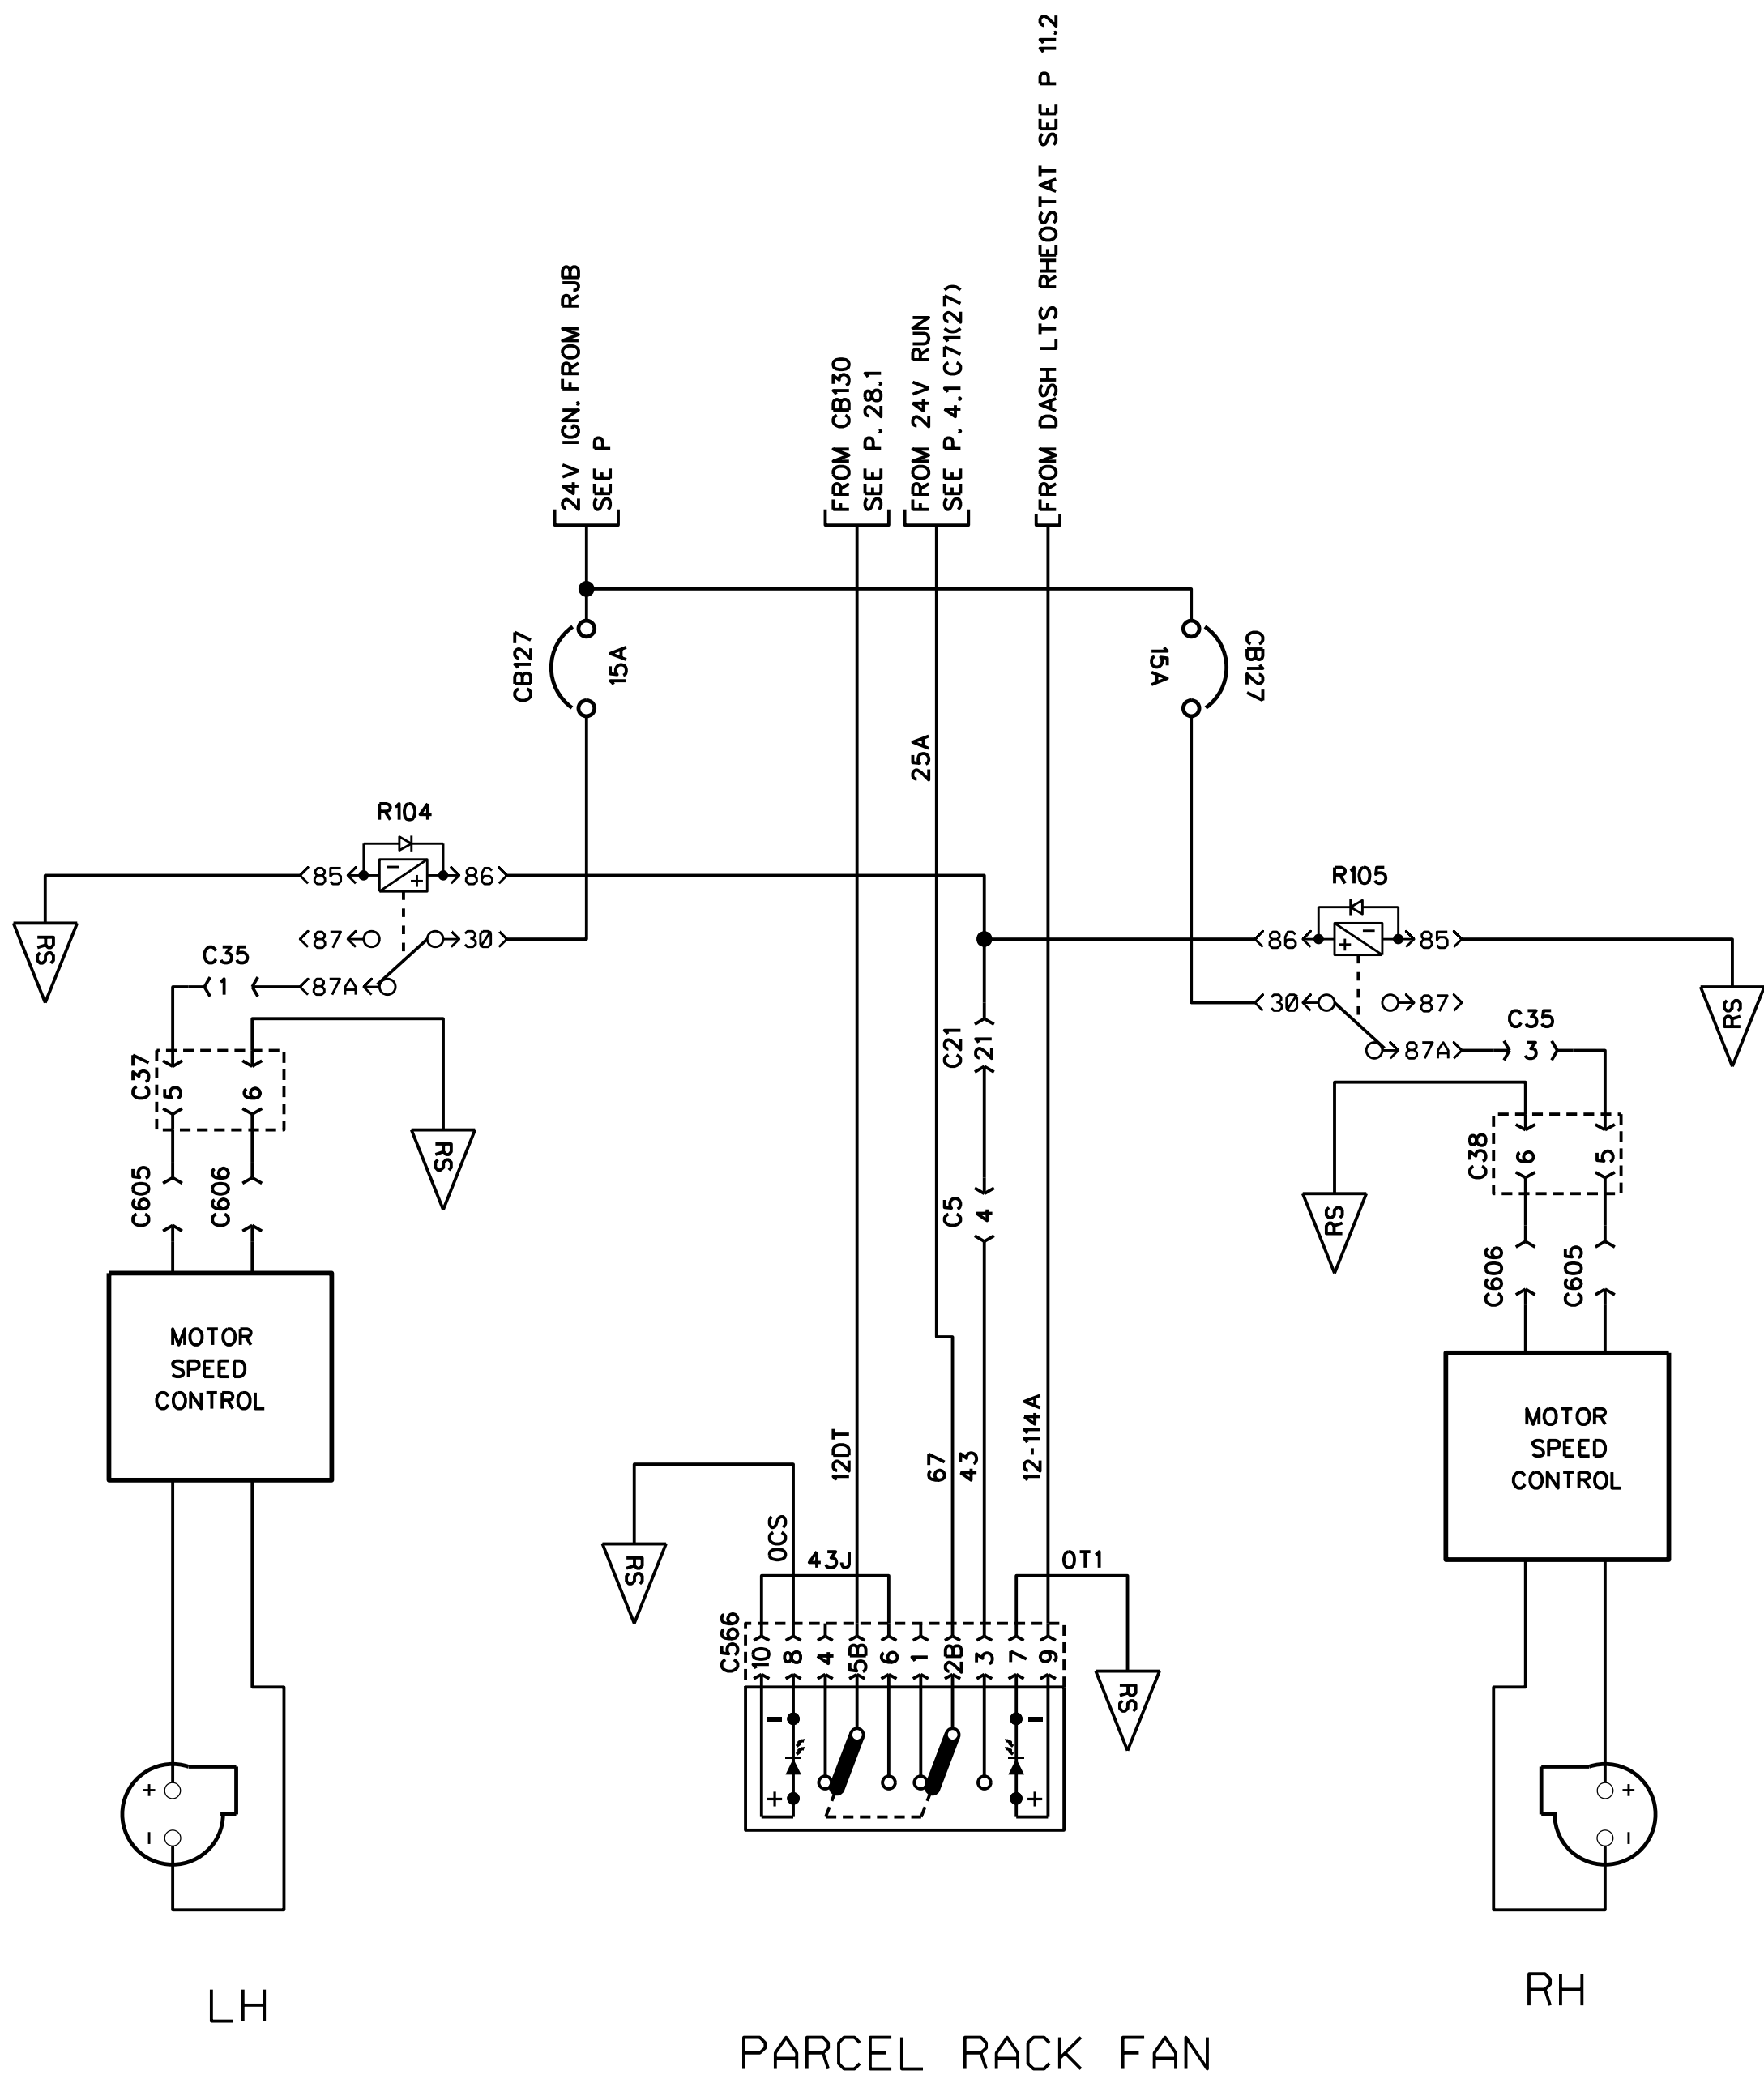 24V IGN. FROM RJB
SEE P
FROM CB130
SEE P. 28.1
FROM 24V RUN
SEE P. 4.1 C71(27)
FROM DASH LTS RHEOSTAT SEE P 11.2
CB127
15A
15A
CB127
25A
R104
85
- +
86
RS
87
30
C35
1
87A
R105
86
+ -
85
RS
30
87
C35
3
87A
C37
5
6
RS
C605
C606
C21
21
C5
4
RS
C38
6
5
C606
C605
MOTOR
SPEED
CONTROL
MOTOR
SPEED
CONTROL
12DT
67
43
12-114A
RS
0CS
43J
0T1
RS
C566
10
8
4
5B
6
1
2B
3
7
9
- -
+ +
+
-
+
-
LH
RH
PARCEL RACK FAN